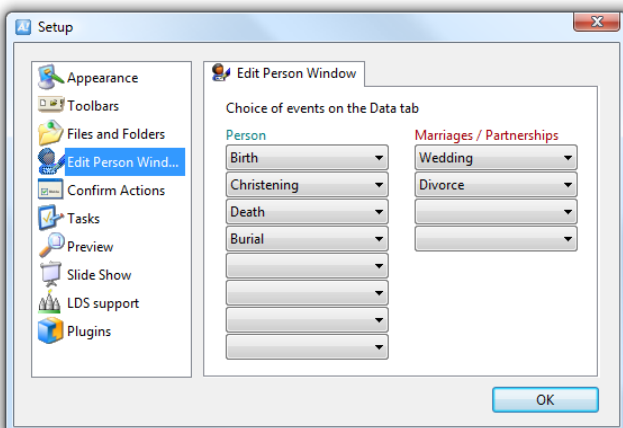 Setup
Appearance
Toolbars
Files and Folders
Edit Person Wind...
Confirm Actions
Tasks
Preview
Slide Show
LDS support
Plugins
Edit Person Window
Choice of events on the Data tab
Person
Birth
Christening
Death
Burial
Marriages / Partnerships
Wedding
Divorce
OK